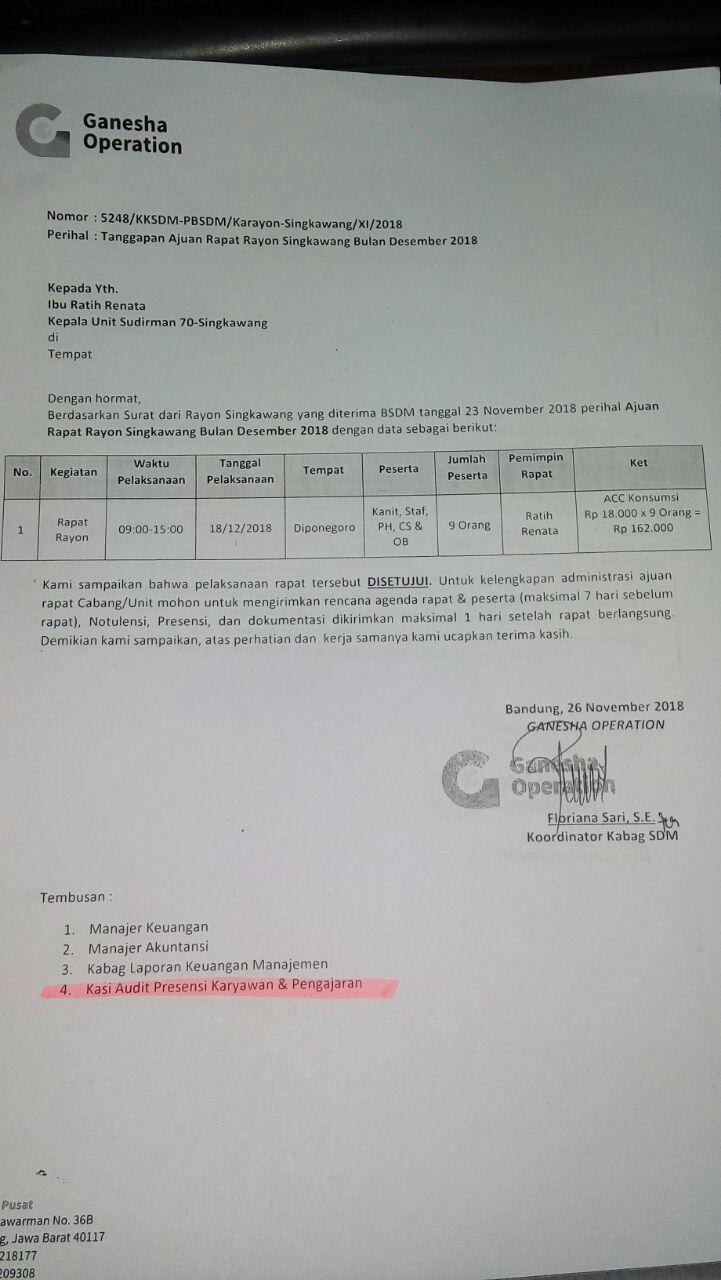 Ganesha
Operation
Nomor : 5248/KKSDM-PBSDM/Karayon-Singkawang/XI/2018
Perihal : Tanggapan Ajuan Rapat Rayon Singkawang Bulan Desember 2018
Kepada Yth.
Ibu Ratih Renata
Kepala Unit Sudirman 70-Singkawang
di
Tempat
Dengan hormat,
Berdasarkan Surat dari Rayon Singkawang yang diterima BSDM tanggal 23 November 2018 perihal Ajuan
Rapat Rayon Singkawang Bulan Desember 2018 dengan data sebagai berikut:
No. Kegiatan Waktu Pelaksanaan Tanggal Pelaksanaan Tempat Peserta Jumlah Peserta Pemimpin Rapat Ket
1 Rapat Rayon 09:00-15:00 18/12/2018 Diponegoro Kanit, Staf, PH, CS & OB 9 Orang Ratih Renata ACC Konsumsi Rp 18.000 x 9 Orang = Rp 162.000
Kami sampaikan bahwa pelaksanaan rapat tersebut DISETUJUI. Untuk kelengkapan administrasi ajuan
rapat Cabang/Unit mohon untuk mengirimkan rencana agenda rapat & peserta (maksimal 7 hari sebelum
rapat), Notulensi, Presensi, dan dokumentasi dikirimkan maksimal 1 hari setelah rapat berlangsung.
Demikian kami sampaikan, atas perhatian dan kerja samanya kami ucapkan terima kasih.
Bandung, 26 November 2018
GANESHA OPERATION
Ganesha
Operation
Floriana Sari, S.E.
Koordinator Kabag SDM
Tembusan :
1. Manajer Keuangan
2. Manajer Akuntansi
3. Kabag Laporan Keuangan Manajemen
4. Kasi Audit Presensi Karyawan & Pengajaran
Pusat
awarman No. 36B
g, Jawa Barat 40117
218177
209308